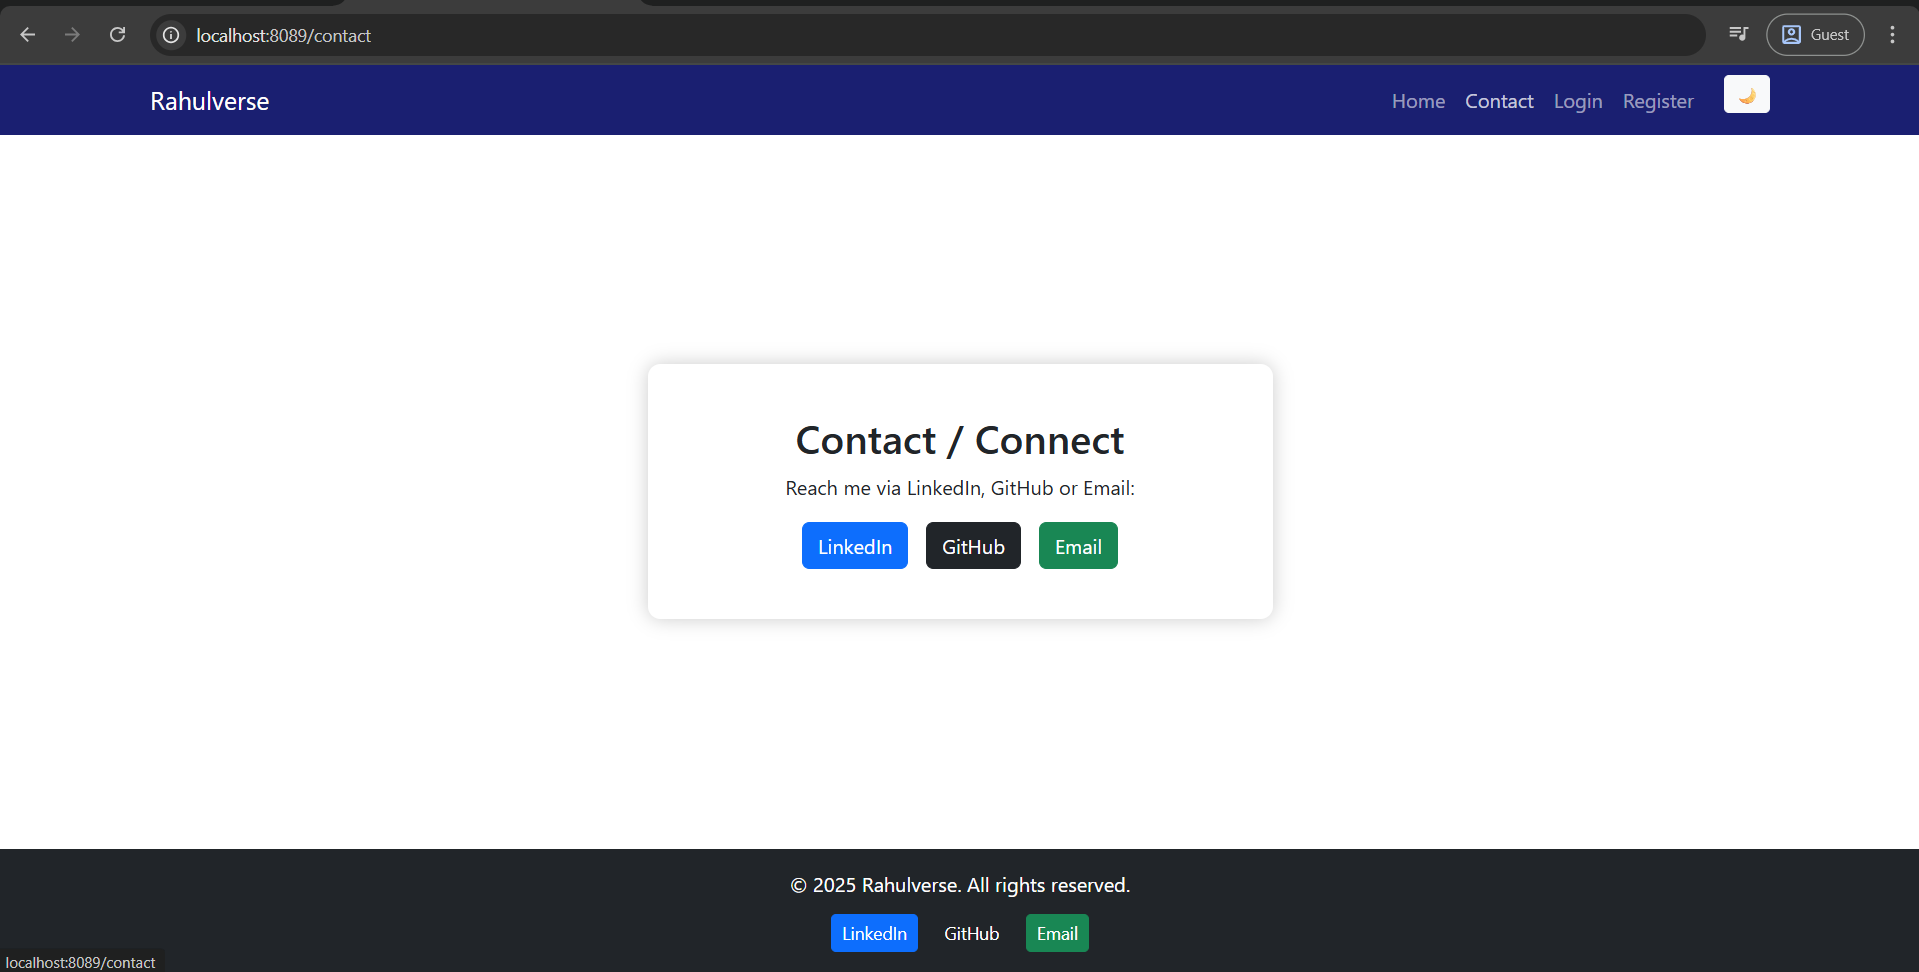 localhost:8089/contact
Guest
Rahulverse
Home Contact Login Register
Contact / Connect
Reach me via LinkedIn, GitHub or Email:
LinkedIn GitHub Email
© 2025 Rahulverse. All rights reserved.
LinkedIn GitHub Email
localhost:8089/contact